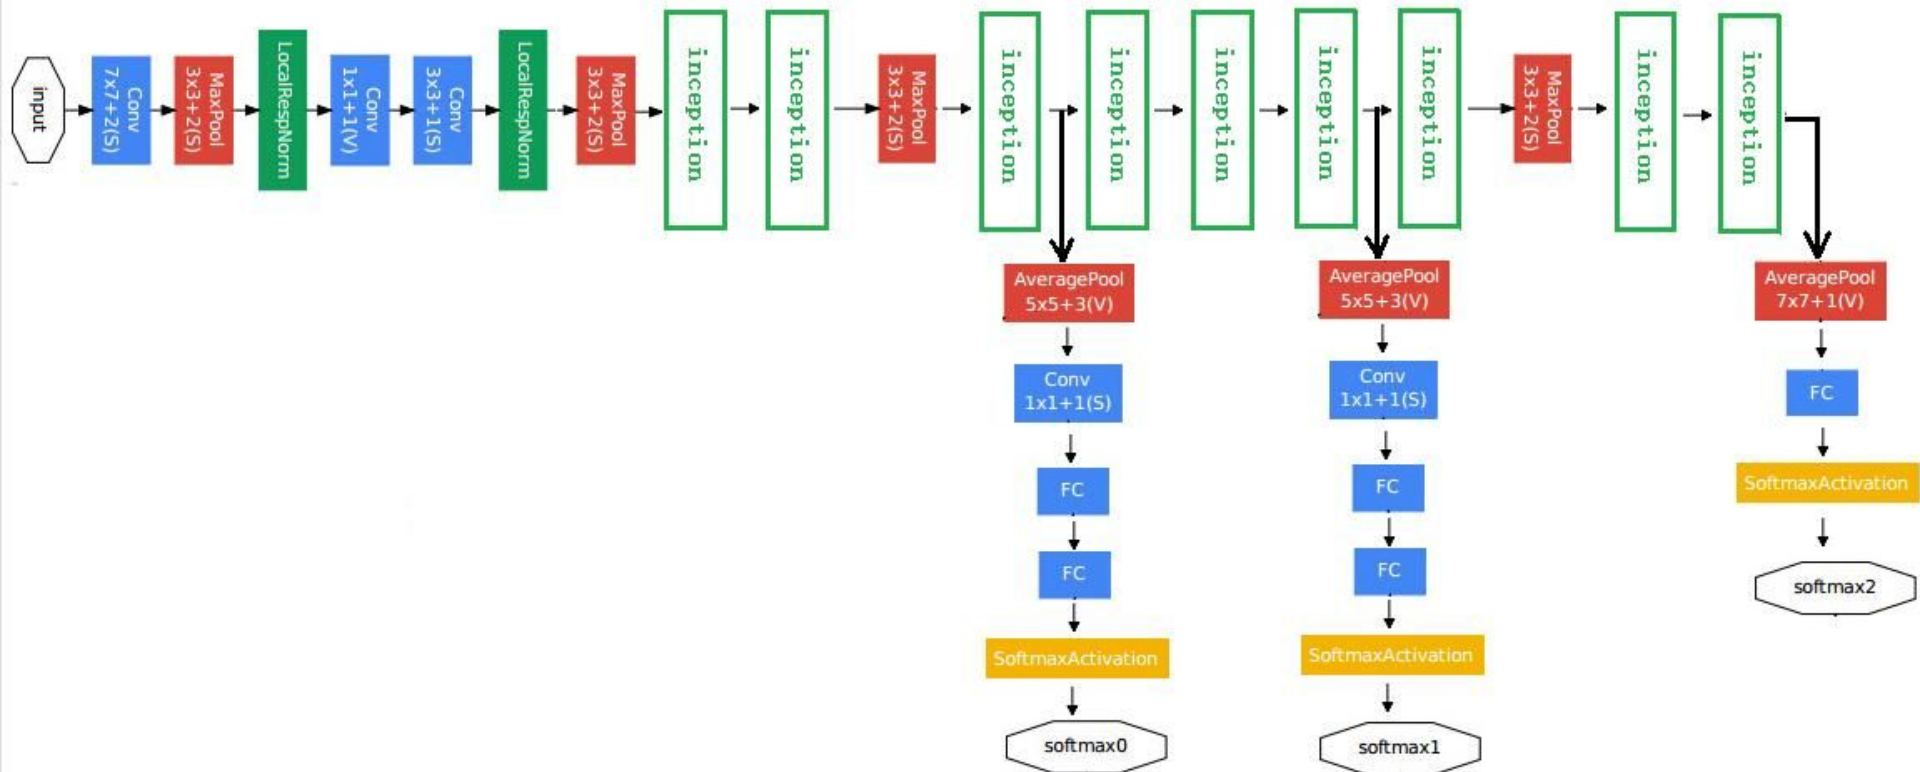 input
Conv
7x7+2(S)
MaxPool
3x3+2(S)
LocalRespNorm
Conv
1x1+1(V)
Conv
3x3+1(S)
LocalRespNorm
MaxPool
3x3+2(S)
inception
inception
MaxPool
3x3+2(S)
inception
inception
inception
inception
inception
MaxPool
3x3+2(S)
inception
inception
AveragePool
5x5+3(V)
Conv
1x1+1(S)
FC
FC
SoftmaxActivation
softmax0
AveragePool
5x5+3(V)
Conv
1x1+1(S)
FC
FC
SoftmaxActivation
softmax1
AveragePool
7x7+1(V)
FC
SoftmaxActivation
softmax2